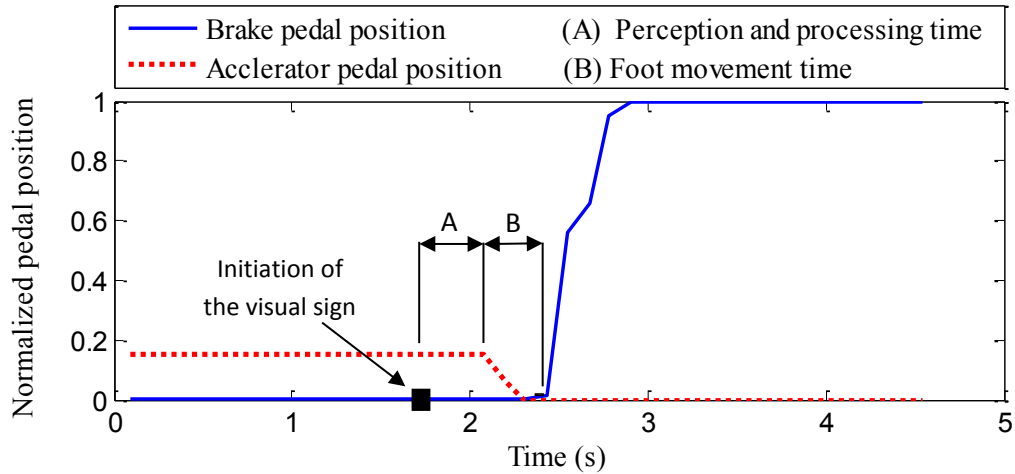 Brake pedal position (A) Perception and processing time
Acclerator pedal position (B) Foot movement time
Normalized pedal position
1
0.8
0.6
0.4
0.2
0
A B
Initiation of
the visual sign
0 1 2 3 4 5
Time (s)